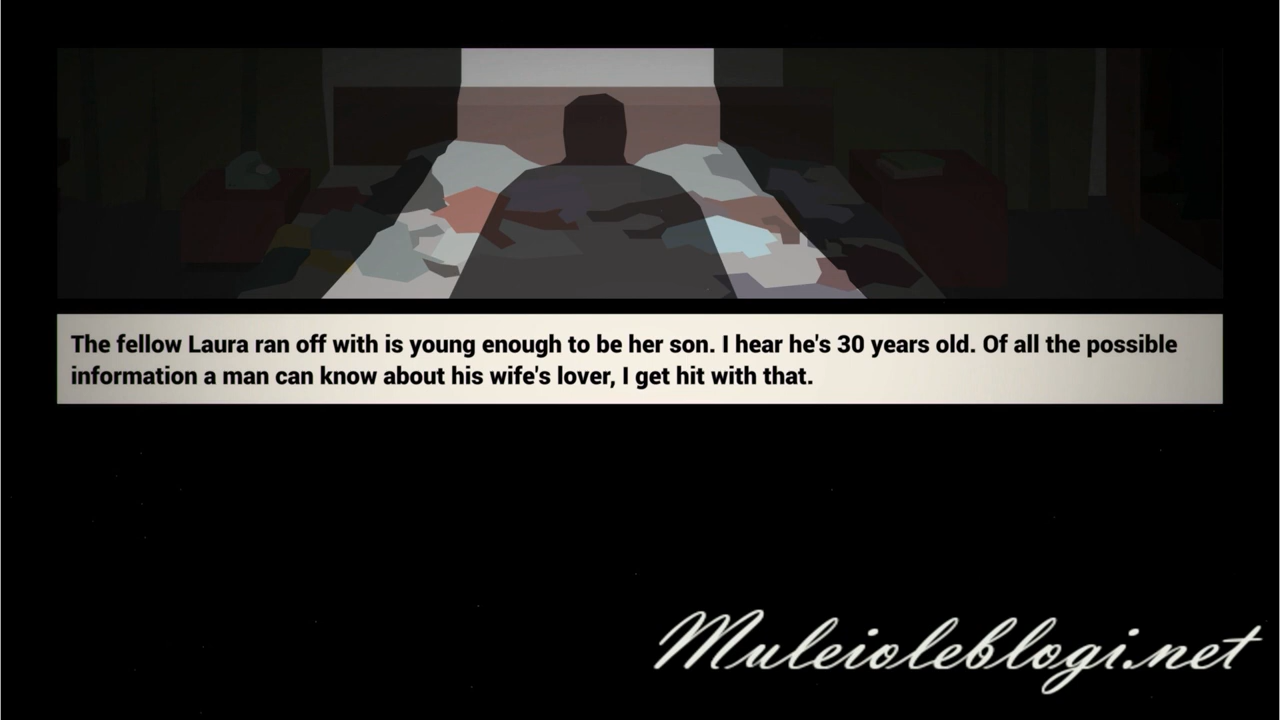 The fellow Laura ran off with is young enough to be her son. I hear he's 30 years old. Of all the possible
information a man can know about his wife's lover, I get hit with that.
Muleioleblogi.net